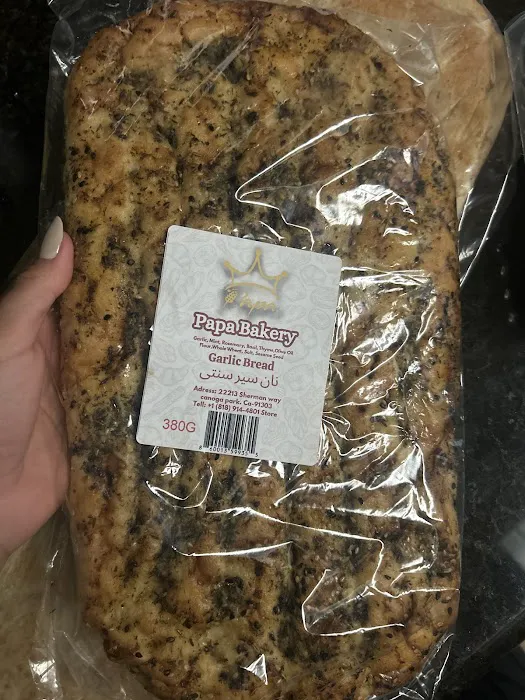 Papa
Papa Bakery
Garlic, Mint, Rosemary, Basil, Thyme, Olive Oil
Flour, Whole Wheat, Salt, Sesame Seed
Garlic Bread
نان سیر سنتی
Adress: 22213 Sherman way
canoga park. Ca-91303
Tell: +1 (818) 914-4801 Store
380G